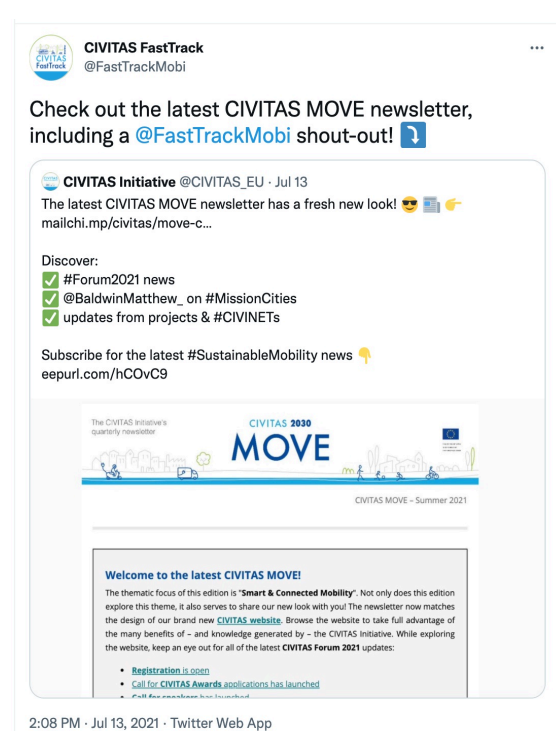 CIVITAS FastTrack
@FastTrackMobi
Check out the latest CIVITAS MOVE newsletter,
including a @FastTrackMobi shout-out! ⤵️
CIVITAS Initiative @CIVITAS_EU · Jul 13
The latest CIVITAS MOVE newsletter has a fresh new look! 😎 📰 👉
mailchi.mp/civitas/move-c...
Discover:
✅ #Forum2021 news
✅ @BaldwinMatthew_ on #MissionCities
✅ updates from projects & #CIVINETs
Subscribe for the latest #SustainableMobility news 👇
eepurl.com/hCOvC9
The CIVITAS Initiative's
quarterly newsletter
CIVITAS 2030
MOVE
CIVITAS MOVE – Summer 2021
Welcome to the latest CIVITAS MOVE!
The thematic focus of this edition is "Smart & Connected Mobility". Not only does this edition
explore this theme, it also serves to share our new look with you! The newsletter now matches
the design of our brand new CIVITAS website. Browse the website to take full advantage of
the many benefits of – and knowledge generated by – the CIVITAS Initiative. While exploring
the website, keep an eye out for all of the latest CIVITAS Forum 2021 updates:
• Registration is open
• Call for CIVITAS Awards applications has launched
• Call for speakers has launched
2:08 PM · Jul 13, 2021 · Twitter Web App